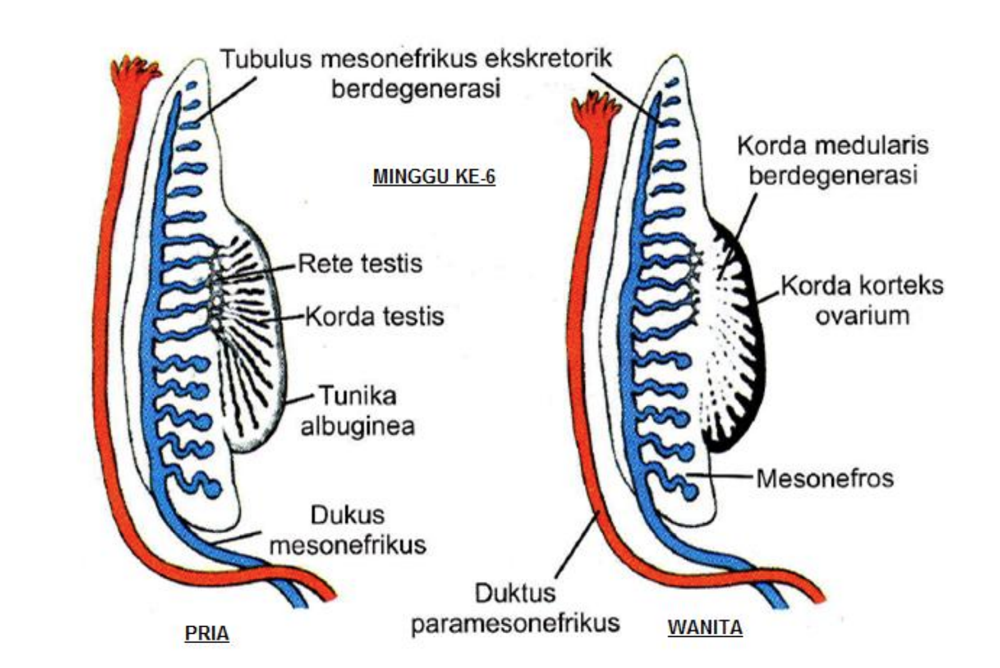 Tubulus mesonefrikus ekskretorik
berdegenerasi
MINGGU KE-6
Korda medularis
berdegenerasi
Rete testis
Korda testis
Korda korteks
ovarium
Tunika
albuginea
Mesonefros
Dukus
mesonefrikus
Duktus
paramesonefrikus
PRIA
WANITA